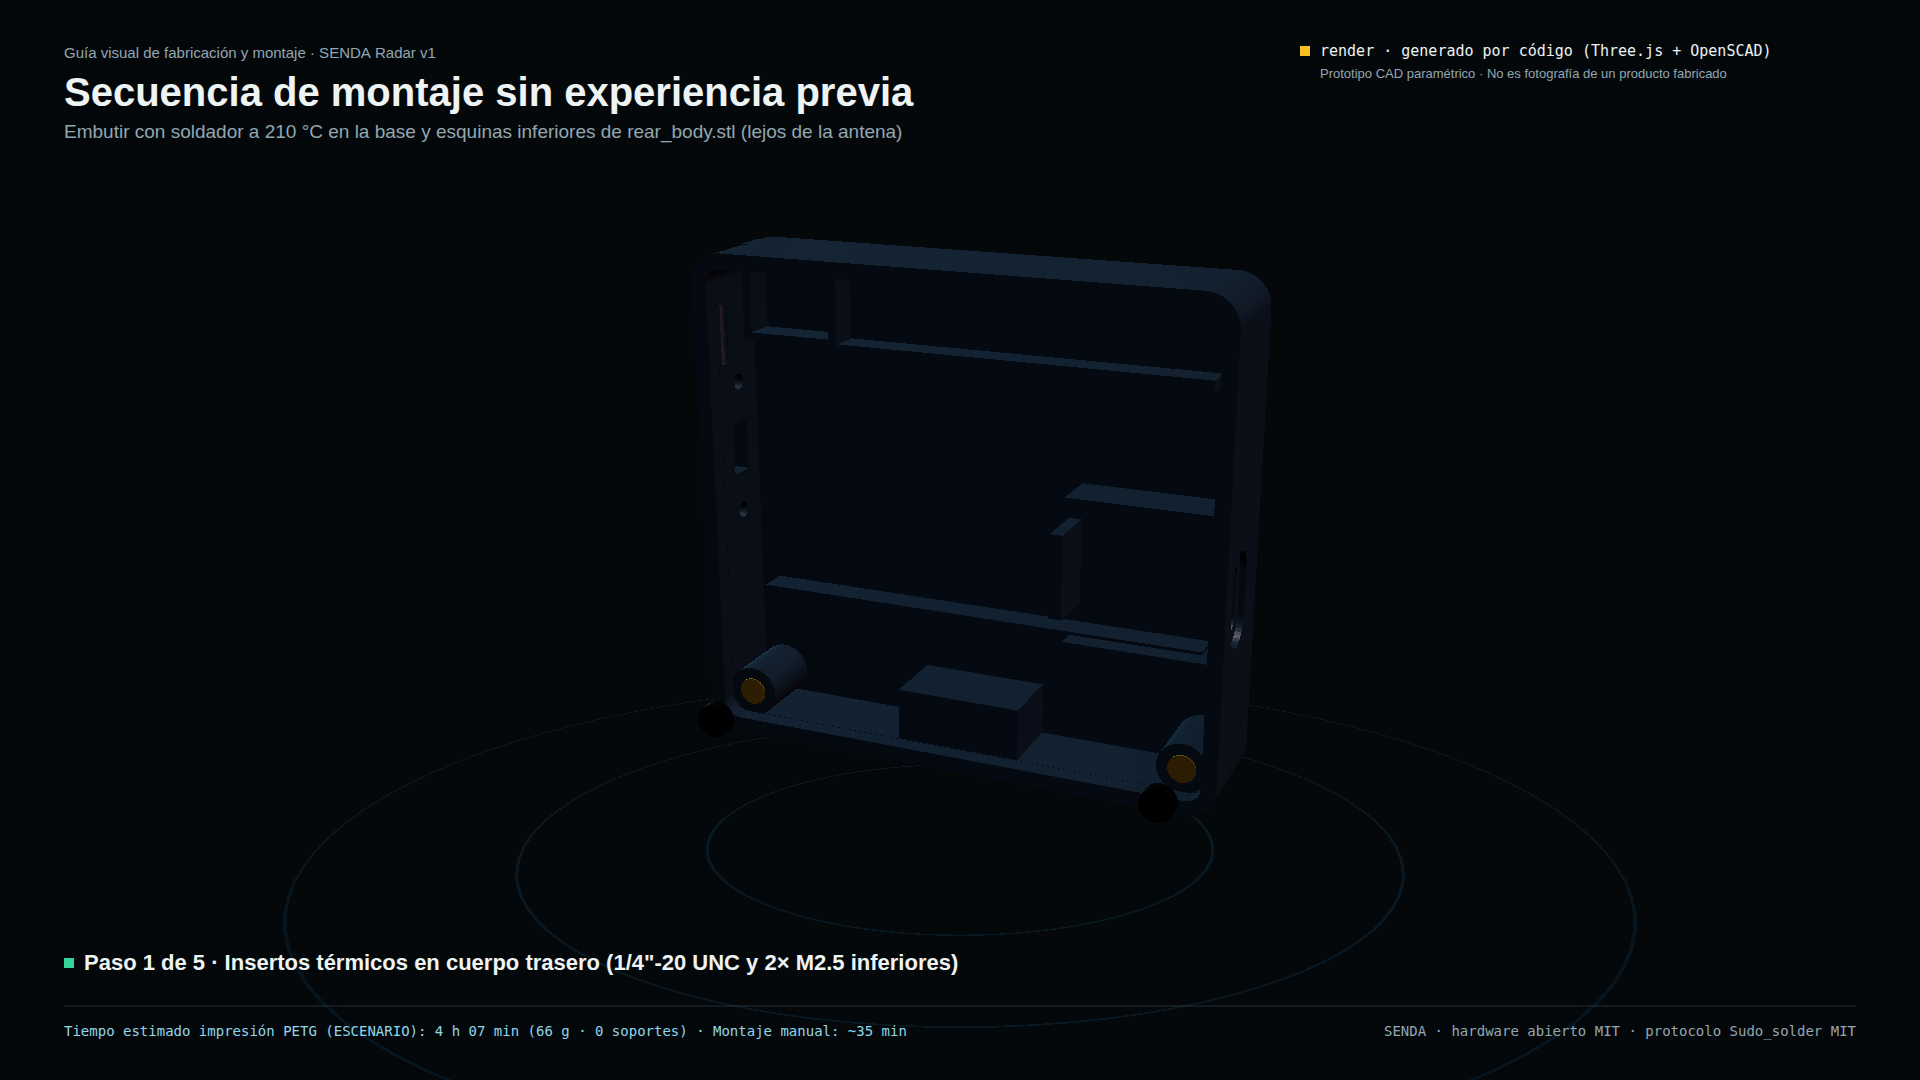 Guía visual de fabricación y montaje · SENDA Radar v1
Secuencia de montaje sin experiencia previa
Embutir con soldador a 210 °C en la base y esquinas inferiores de rear_body.stl (lejos de la antena)
render · generado por código (Three.js + OpenSCAD)
Prototipo CAD paramétrico · No es fotografía de un producto fabricado
Paso 1 de 5 · Insertos térmicos en cuerpo trasero (1/4"-20 UNC y 2× M2.5 inferiores)
Tiempo estimado impresión PETG (ESCENARIO): 4 h 07 min (66 g · 0 soportes) · Montaje manual: ~35 min
SENDA · hardware abierto MIT · protocolo Sudo_solder MIT